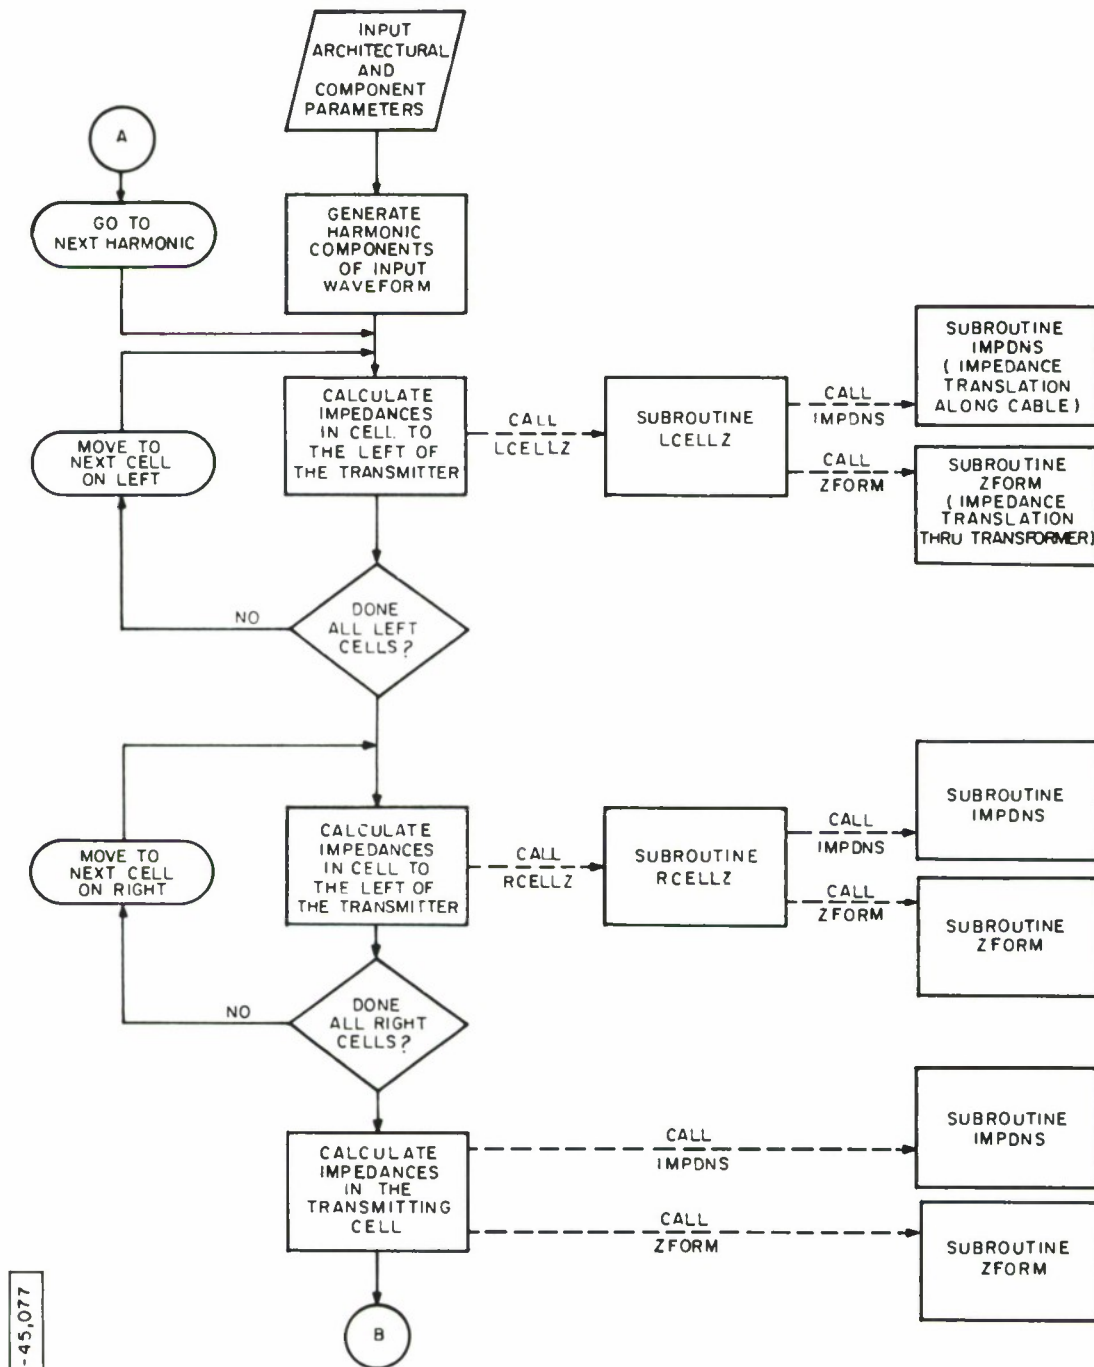 INPUT
ARCHITECTURAL
AND
COMPONENT
PARAMETERS
A
GO TO
NEXT HARMONIC
GENERATE
HARMONIC
COMPONENTS
OF INPUT
WAVEFORM
MOVE TO
NEXT CELL
ON LEFT
CALCULATE
IMPEDANCES
IN CELL TO
THE LEFT OF
THE TRANSMITTER
CALL
LCELLZ
SUBROUTINE
LCELLZ
CALL
IMPDNS
SUBROUTINE
IMPDNS
( IMPEDANCE
TRANSLATION
ALONG CABLE )
CALL
ZFORM
SUBROUTINE
ZFORM
( IMPEDANCE
TRANSLATION
THRU TRANSFORMER)
NO
DONE
ALL LEFT
CELLS?
MOVE TO
NEXT CELL
ON RIGHT
CALCULATE
IMPEDANCES
IN CELL TO
THE LEFT OF
THE TRANSMITTER
CALL
RCELLZ
SUBROUTINE
RCELLZ
CALL
IMPDNS
SUBROUTINE
IMPDNS
CALL
ZFORM
SUBROUTINE
ZFORM
NO
DONE
ALL RIGHT
CELLS?
CALCULATE
IMPEDANCES
IN THE
TRANSMITTING
CELL
CALL
IMPDNS
SUBROUTINE
IMPDNS
CALL
ZFORM
SUBROUTINE
ZFORM
B
-45,077